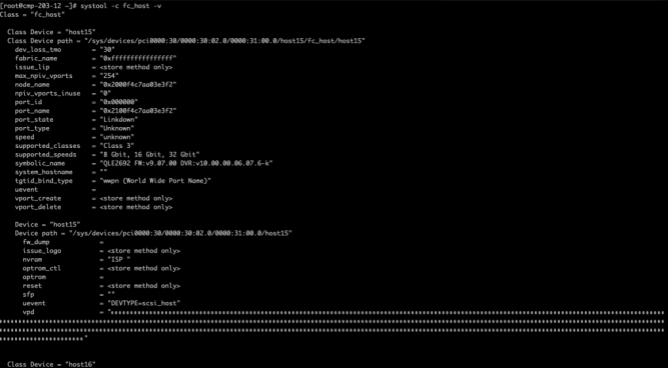 [root@cmp-203-12 ~]# systool -c fc_host -v
Class = "fc_host"
Class Device = "host15"
Class Device path = "/sys/devices/pci0000:30/0000:30:02.0/0000:31:00.0/host15/fc_host/host15"
dev_loss_tmo = "30"
fabric_name = "0xffffffffffffffff"
issue_lip = <store method only>
max_npiv_vports = "254"
node_name = "0x2000f4c7aa03e3f2"
npiv_vports_inuse = "0"
port_id = "0x000000"
port_name = "0x2100f4c7aa03e3f2"
port_state = "Linkdown"
port_type = "Unknown"
speed = "unknown"
supported_classes = "Class 3"
supported_speeds = "8 Gbit, 16 Gbit, 32 Gbit"
symbolic_name = "QLE2692 FW:v9.07.00 DVR:v10.00.00.06.07.6-k"
system_hostname = ""
tgtid_bind_type = "wwpn (World Wide Port Name)"
uevent =
vport_create = <store method only>
vport_delete = <store method only>
Device = "host15"
Device path = "/sys/devices/pci0000:30/0000:30:02.0/0000:31:00.0/host15"
fw_dump =
issue_logo = <store method only>
nvram = "ISP "
optrom_ctl = <store method only>
optrom =
reset = <store method only>
sfp = ""
uevent = "DEVTYPE=scsi_host"
vpd = "
"
Class Device = "host16"